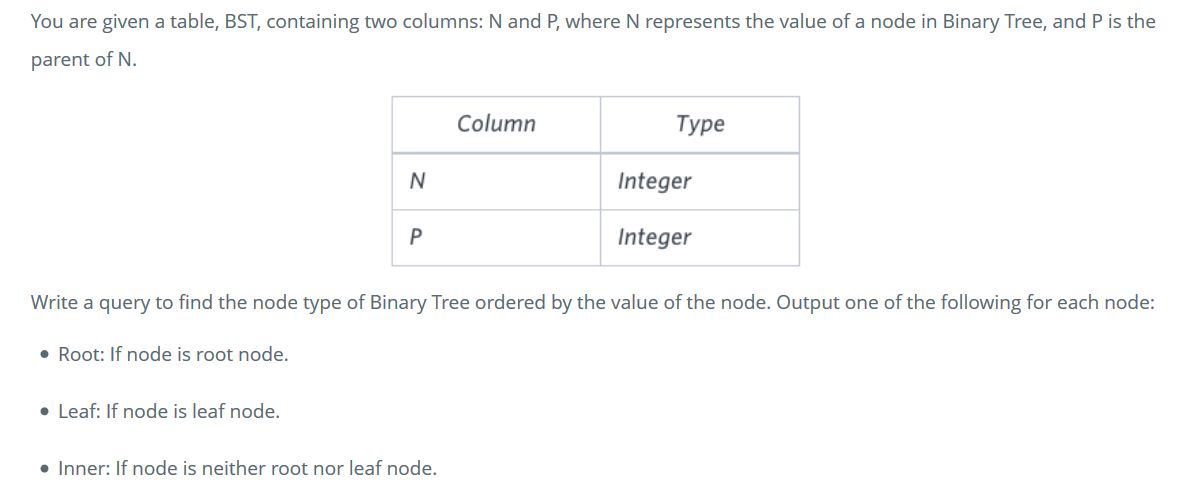 You are given a table, BST, containing two columns: N and P, where N represents the value of a node in Binary Tree, and P is the
parent of N.
Column Type
N Integer
P Integer
Write a query to find the node type of Binary Tree ordered by the value of the node. Output one of the following for each node:
• Root: If node is root node.
• Leaf: If node is leaf node.
• Inner: If node is neither root nor leaf node.